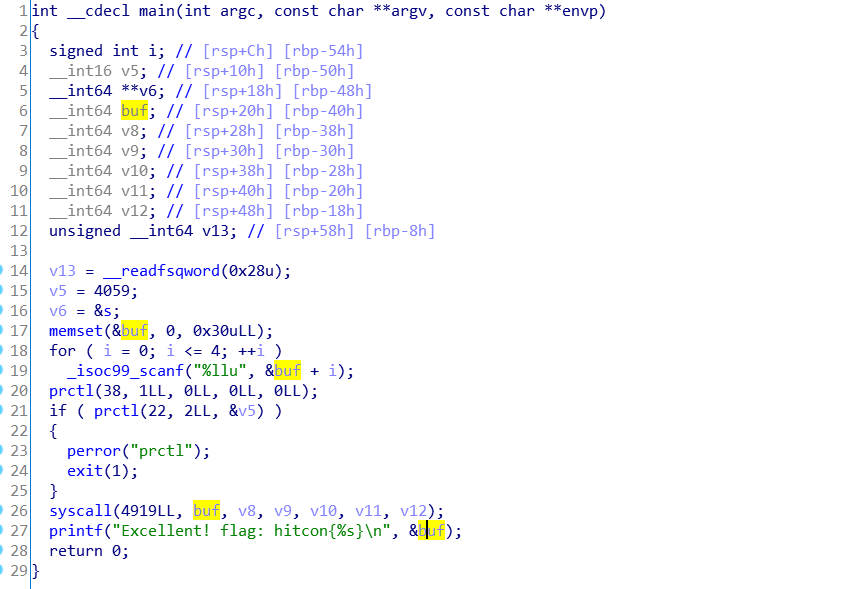 1 int __cdecl main(int argc, const char **argv, const char **envp)
2 {
3 signed int i; // [rsp+Ch] [rbp-54h]
4 __int16 v5; // [rsp+10h] [rbp-50h]
5 __int64 **v6; // [rsp+18h] [rbp-48h]
6 __int64 buf; // [rsp+20h] [rbp-40h]
7 __int64 v8; // [rsp+28h] [rbp-38h]
8 __int64 v9; // [rsp+30h] [rbp-30h]
9 __int64 v10; // [rsp+38h] [rbp-28h]
10 __int64 v11; // [rsp+40h] [rbp-20h]
11 __int64 v12; // [rsp+48h] [rbp-18h]
12 unsigned __int64 v13; // [rsp+58h] [rbp-8h]
13
14 v13 = __readfsqword(0x28u);
15 v5 = 4059;
16 v6 = &s;
17 memset(&buf, 0, 0x30uLL);
18 for ( i = 0; i <= 4; ++i )
19 _isoc99_scanf("%llu", &buf + i);
20 prctl(38, 1LL, 0LL, 0LL, 0LL);
21 if ( prctl(22, 2LL, &v5) )
22 {
23 perror("prctl");
24 exit(1);
25 }
26 syscall(4919LL, buf, v8, v9, v10, v11, v12);
27 printf("Excellent! flag: hitcon{%s}\n", &buf);
28 return 0;
29 }